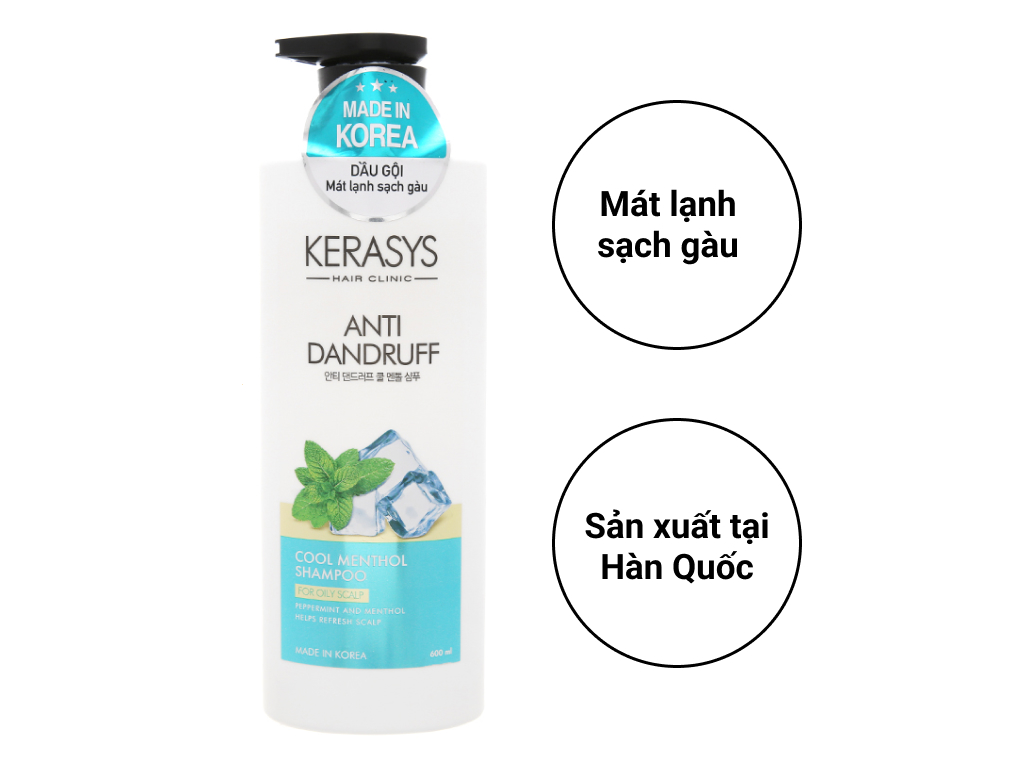 MADE IN
KOREA
DẦU GỘI
Mát lạnh sạch gàu
KERASYS
HAIR CLINIC
ANTI
DANDRUFF
안티 댄드러프 쿨 멘톨 샴푸
COOL MENTHOL
SHAMPOO
FOR OILY SCALP
PEPPERMINT AND MENTHOL
HELPS REFRESH SCALP
MADE IN KOREA
600 ml
Mát lạnh
sạch gàu
Sản xuất tại
Hàn Quốc